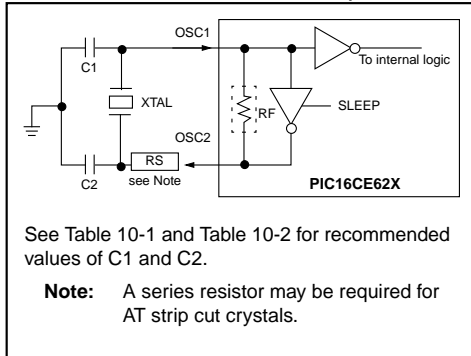 OSC1
C1
To internal logic
XTAL
RF
SLEEP
OSC2
RS
C2
see Note
PIC16CE62X
See Table 10-1 and Table 10-2 for recommended
values of C1 and C2.
Note: A series resistor may be required for
AT strip cut crystals.